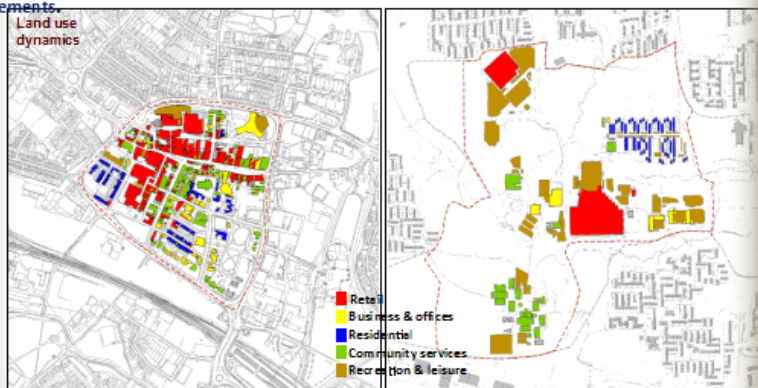 ements.
Land use
dynamics
Retail
Business & offices
Residential
Community services
Recreation & leisure